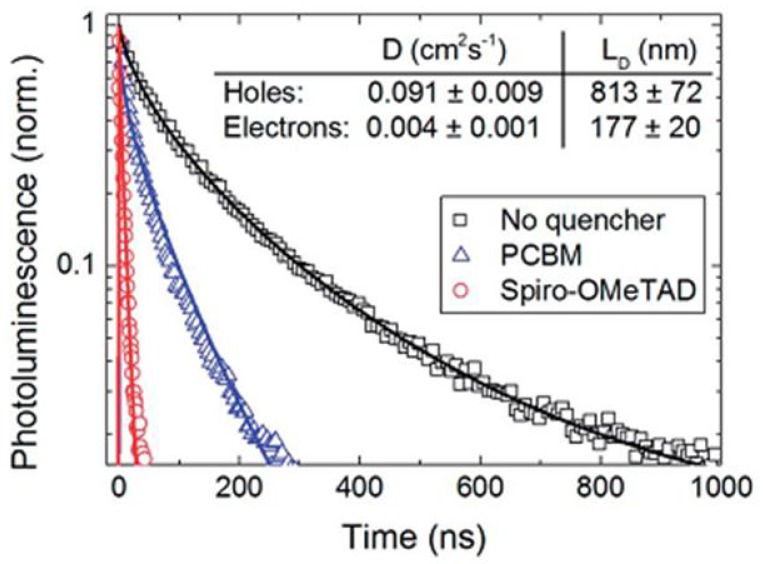 D (cm²s⁻¹) L_D (nm)
Holes: 0.091 ± 0.009 813 ± 72
Electrons: 0.004 ± 0.001 177 ± 20
No quencher
PCBM
Spiro-OMeTAD
Photoluminescence (norm.)
1
0.1
0 200 400 600 800 1000
Time (ns)